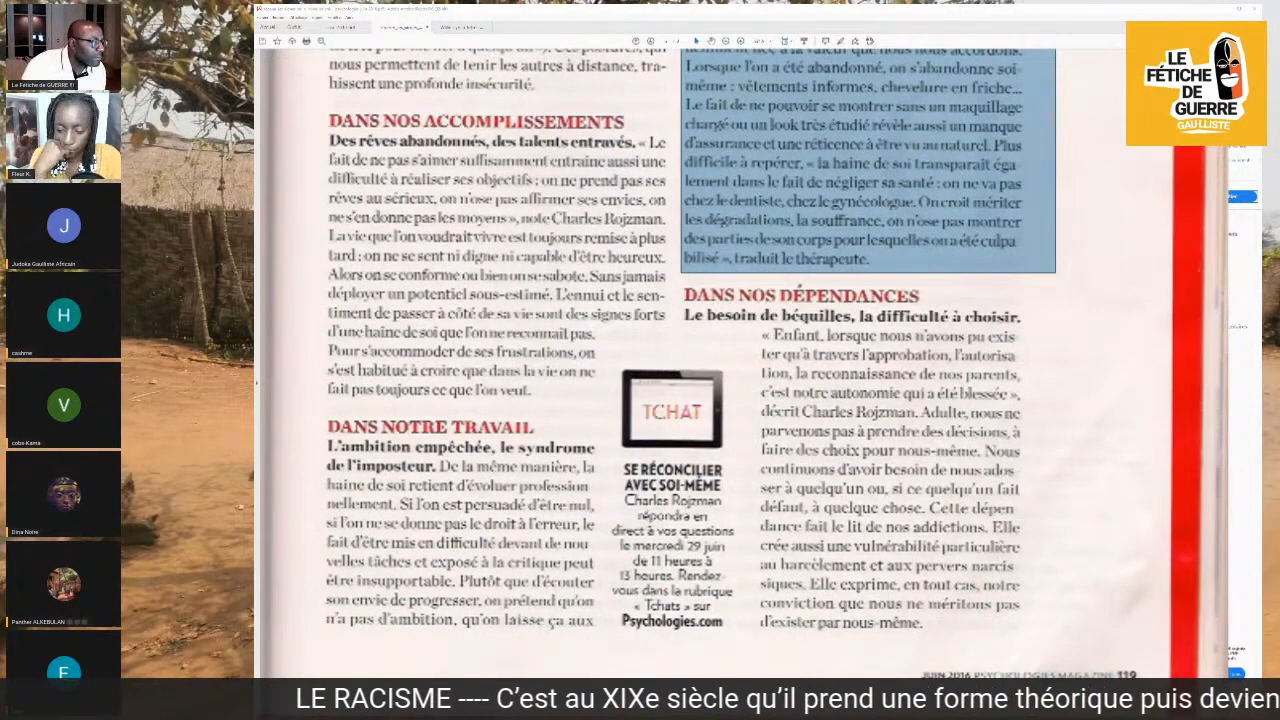 Le Fétiche de GUERRE !!!
Fleur K.
J
Judoka Gaulliste Africain
H
cashme
V
cobs-Kama
Dina Noire
Panther ALKEBULAN
LE
FÉTICHE
DE
GUERRE
GAULLISTE
nous permettent de tenir les autres à distance, tra-
hissent une profonde insécurité.
DANS NOS ACCOMPLISSEMENTS
Des rêves abandonnés, des talents entravés. « Le
fait de ne pas s'aimer suffisamment entraîne aussi une
difficulté à réaliser ses objectifs : on ne prend pas ses
rêves au sérieux, on n'ose pas affirmer ses envies, on
ne s'en donne pas les moyens », note Charles Rojzman.
La vie que l'on voudrait vivre est toujours remise à plus
tard : on ne se sent ni digne ni capable d'être heureux.
Alors on se conforme ou bien on se sabote. Sans jamais
déployer un potentiel sous-estimé. L'ennui et le sen-
timent de passer à côté de sa vie sont des signes forts
d'une haine de soi que l'on ne reconnaît pas.
Pour s'accommoder de ses frustrations, on
s'est habitué à croire que dans la vie on ne
fait pas toujours ce que l'on veut.
DANS NOTRE TRAVAIL
L'ambition empêchée, le syndrome
de l'imposteur. De la même manière, la
haine de soi retient d'évoluer profession
nellement. Si l'on est persuadé d'être nul,
si l'on ne se donne pas le droit à l'erreur, le
fait d'être mis en difficulté devant de nou
velles tâches et exposé à la critique peut
être insupportable. Plutôt que d'écouter
son envie de progresser, on prétend qu'on
n'a pas d'ambition, qu'on laisse ça aux
TCHAT
SE RÉCONCILIER
AVEC SOI-MÊME
Charles Rojzman
répondra en
direct à vos questions
le mercredi 29 juin
de 11 heures à
13 heures. Rendez
vous dans la rubrique
« Tchats » sur
Psychologies.com
valeur que nous nous accordons.
Lorsque l'on a été abandonné, on s'abandonne soi-
même : vêtements informes, chevelure en friche...
Le fait de ne pouvoir se montrer sans un maquillage
chargé ou un look très étudié révèle aussi un manque
d'assurance et une réticence à être vu au naturel. Plus
difficile à repérer, « la haine de soi transparaît éga-
lement dans le fait de négliger sa santé : on ne va pas
chez le dentiste, chez le gynécologue. On croit mériter
les dégradations, la souffrance, on n'ose pas montrer
des parties de son corps pour lesquelles on a été culpa
bilisé », traduit le thérapeute.
DANS NOS DÉPENDANCES
Le besoin de béquilles, la difficulté à choisir.
« Enfant, lorsque nous n'avons pu exis-
ter qu'à travers l'approbation, l'autorisa-
tion, la reconnaissance de nos parents,
c'est notre autonomie qui a été blessée »,
décrit Charles Rojzman. Adulte, nous ne
parvenons pas à prendre des décisions, à
faire des choix pour nous-même. Nous
continuons d'avoir besoin de nous ados-
ser à quelqu'un ou, si ce quelqu'un fait
défaut, à quelque chose. Cette dépen-
dance fait le lit de nos addictions. Elle
crée aussi une vulnérabilité particulière
au harcèlement et aux pervers narcis
siques. Elle exprime, en tout cas, notre
conviction que nous ne méritons pas
d'exister par nous-même.
JUIN 2016 PSYCHOLOGIES MAGAZINE 119
LE RACISME ---- C'est au XIXe siècle qu'il prend une forme théorique puis devien